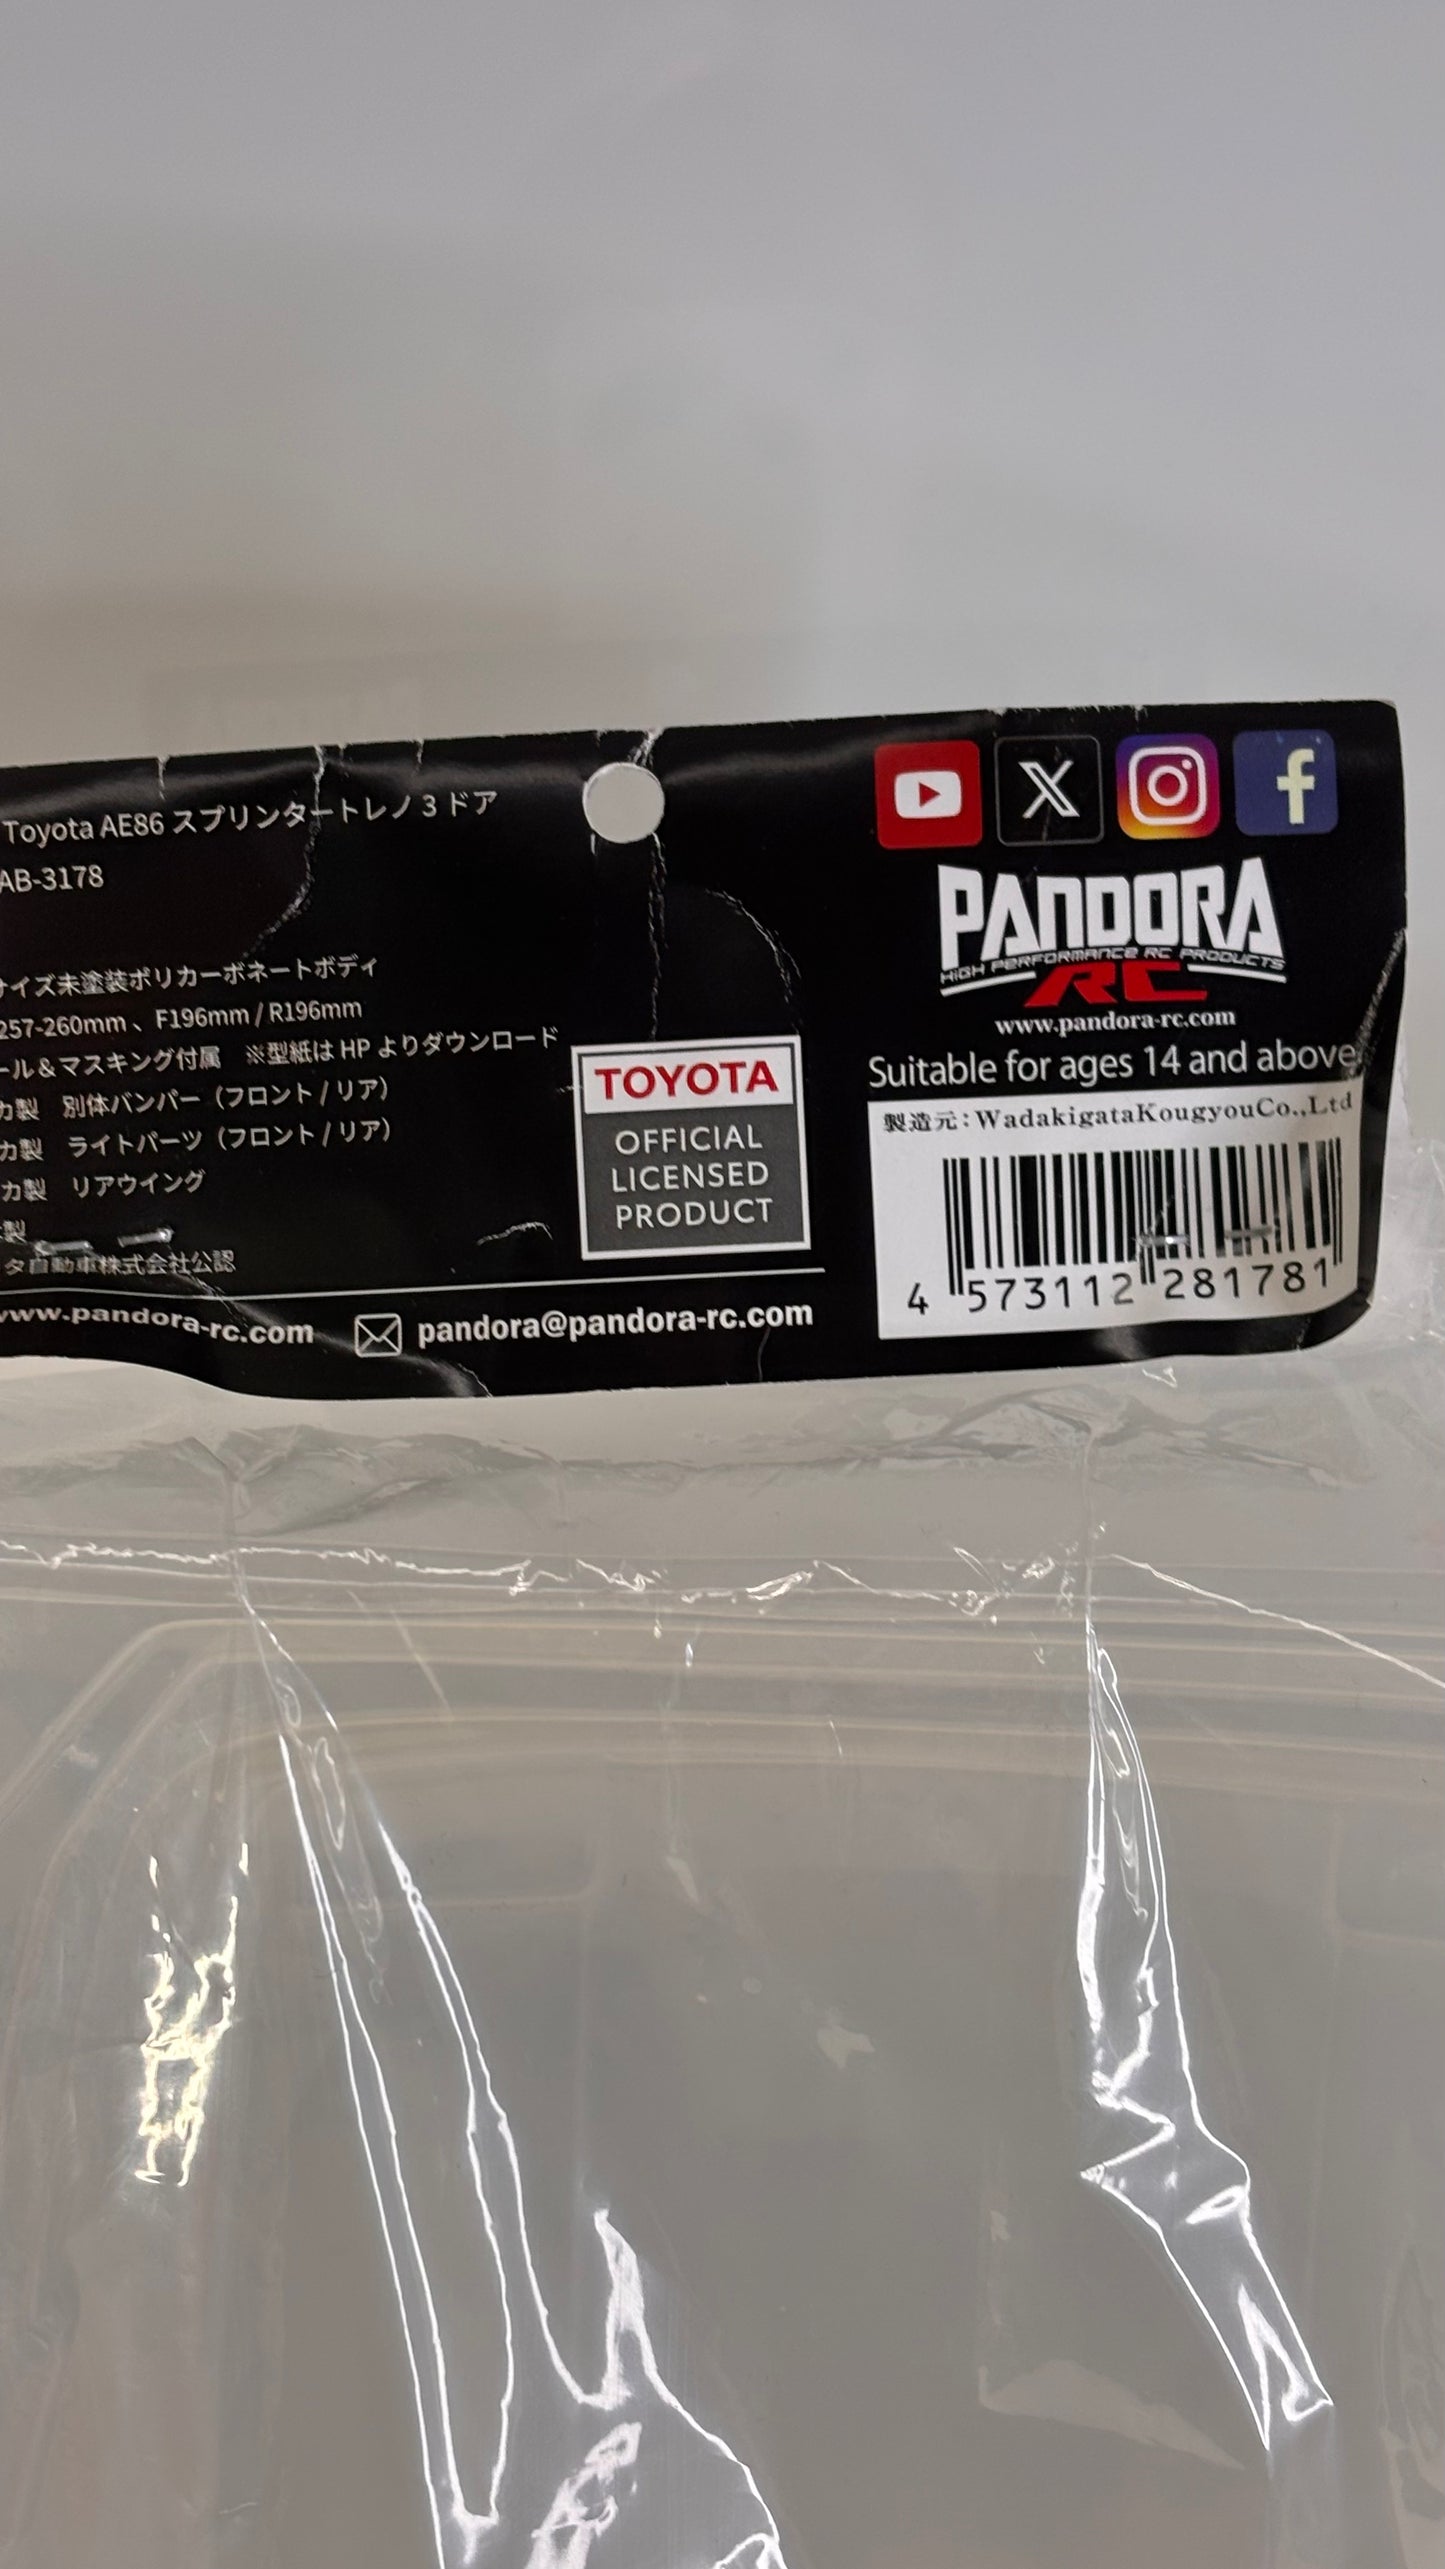 Toyota AE86 スプリンタートレノ 3 ドア
AB-3178
サイズ未塗装ポリカーボネートボディ
257-260mm、F196mm / R196mm
ール＆マスキング付属 ※型紙は HP よりダウンロード
カ製 別体バンパー（フロント / リア）
カ製 ライトパーツ（フロント / リア）
カ製 リアウイング
製
タ自動車株式会社公認
www.pandora-rc.com
pandora@pandora-rc.com
TOYOTA
OFFICIAL
LICENSED
PRODUCT
PANDORA
HIGH PERFORMANCE RC PRODUCTS
RC
www.pandora-rc.com
Suitable for ages 14 and above.
製造元：WadakigataKougyouCo.,Ltd
4 573112 281781